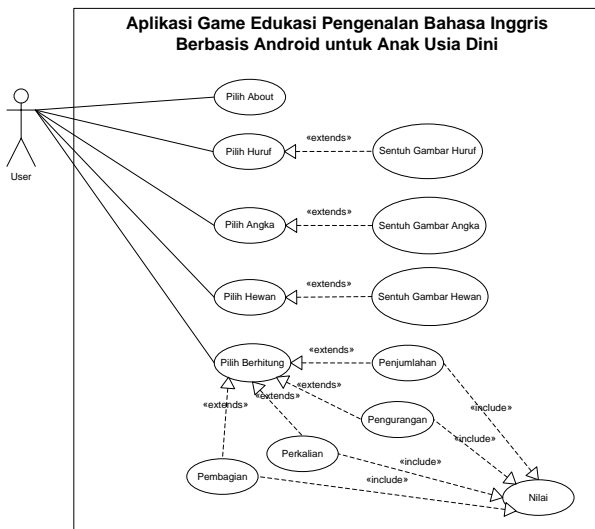 Aplikasi Game Edukasi Pengenalan Bahasa Inggris
Berbasis Android untuk Anak Usia Dini
Pilih About
User
«extends»
Pilih Huruf
Sentuh Gambar Huruf
«extends»
Pilih Angka
Sentuh Gambar Angka
«extends»
Pilih Hewan
Sentuh Gambar Hewan
«extends»
Pilih Berhitung
Penjumlahan
«extends»
«extends»
«extends»
«include»
Pengurangan
«include»
Perkalian
«include»
Pembagian
«include»
Nilai